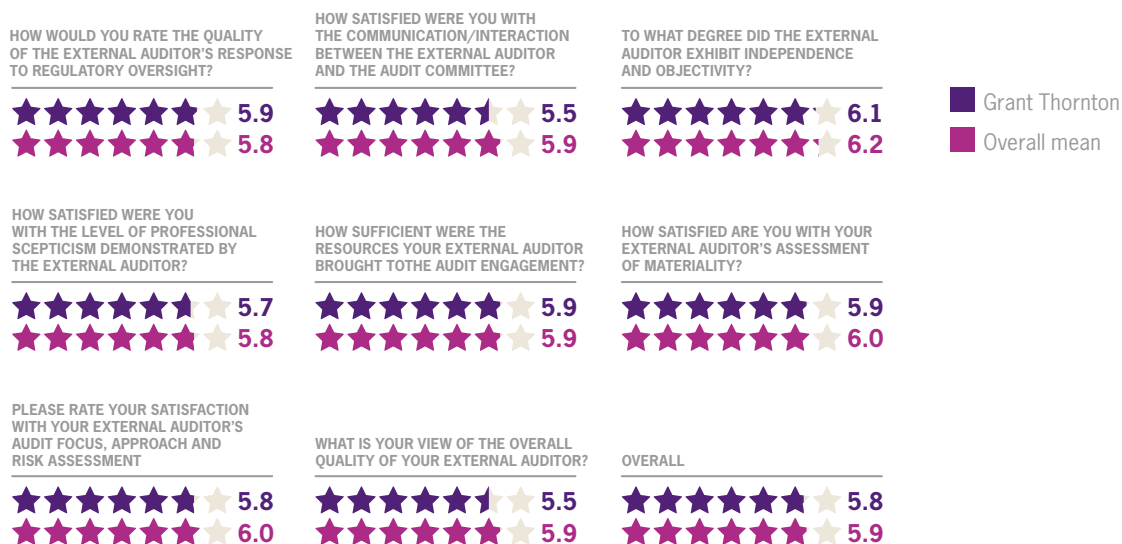 HOW WOULD YOU RATE THE QUALITY
OF THE EXTERNAL AUDITOR'S RESPONSE
TO REGULATORY OVERSIGHT?
5.9
5.8
HOW SATISFIED WERE YOU WITH
THE COMMUNICATION/INTERACTION
BETWEEN THE EXTERNAL AUDITOR
AND THE AUDIT COMMITTEE?
5.5
5.9
TO WHAT DEGREE DID THE EXTERNAL
AUDITOR EXHIBIT INDEPENDENCE
AND OBJECTIVITY?
6.1
6.2
Grant Thornton
Overall mean
HOW SATISFIED WERE YOU
WITH THE LEVEL OF PROFESSIONAL
SCEPTICISM DEMONSTRATED BY
THE EXTERNAL AUDITOR?
5.7
5.8
HOW SUFFICIENT WERE THE
RESOURCES YOUR EXTERNAL AUDITOR
BROUGHT TOTHE AUDIT ENGAGEMENT?
5.9
5.9
HOW SATISFIED ARE YOU WITH YOUR
EXTERNAL AUDITOR'S ASSESSMENT
OF MATERIALITY?
5.9
6.0
PLEASE RATE YOUR SATISFACTION
WITH YOUR EXTERNAL AUDITOR'S
AUDIT FOCUS, APPROACH AND
RISK ASSESSMENT
5.8
6.0
WHAT IS YOUR VIEW OF THE OVERALL
QUALITY OF YOUR EXTERNAL AUDITOR?
5.5
5.9
OVERALL
5.8
5.9